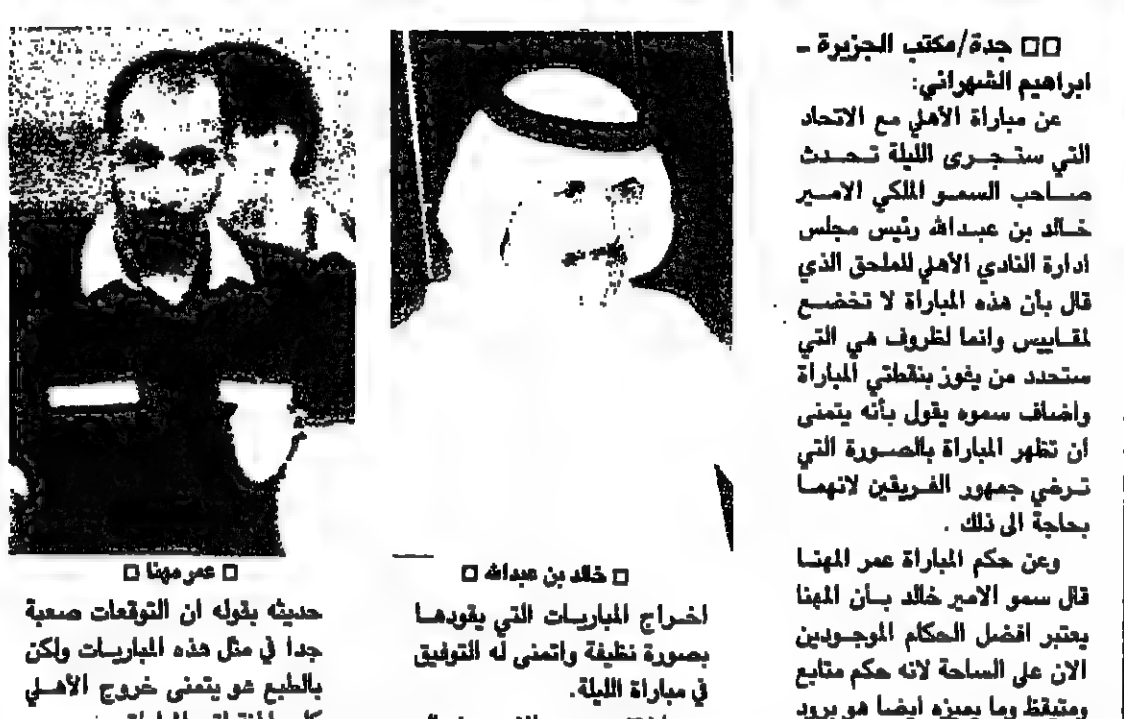 □□ جدة/مكتب الجزيرة ـ
ابراهيم الشهراني:
عن مباراة الأهلي مع الاتحاد
التي ستجرى الليلة تحدث
صاحب السمو الملكي الامير
خالد بن عبدالله رئيس مجلس
ادارة النادي الأهلي للملحق الذي
قال بأن هذه المباراة لا تخضع
لمقاييس وانما لظروف هي التي
ستحدد من يفوز بنقطتي المباراة
واضاف سموه يقول بأنه يتمنى
أن تظهر المباراة بالصورة التي
ترضي جمهور الفريقين لانهما
بحاجة الى ذلك .
وعن حكم المباراة عمر المهنا
قال سمو الامير خالد بأن المهنا
يعتبر افضل الحكام الموجودين
الان على الساحة لانه حكم متابع
ومتيقظ وما يميزه أيضا هو برود
□ خالد بن عبدالله □
اخراج المباريات التي يقودها
بصورة نظيفة واتمنى له التوفيق
في مباراة الليلة.
□ عمر مهنا □
حديثه بقوله ان التوقعات صعبة
جدا في مثل هذه المباريات ولكن
بالطبع هو يتمنى خروج الأهلي